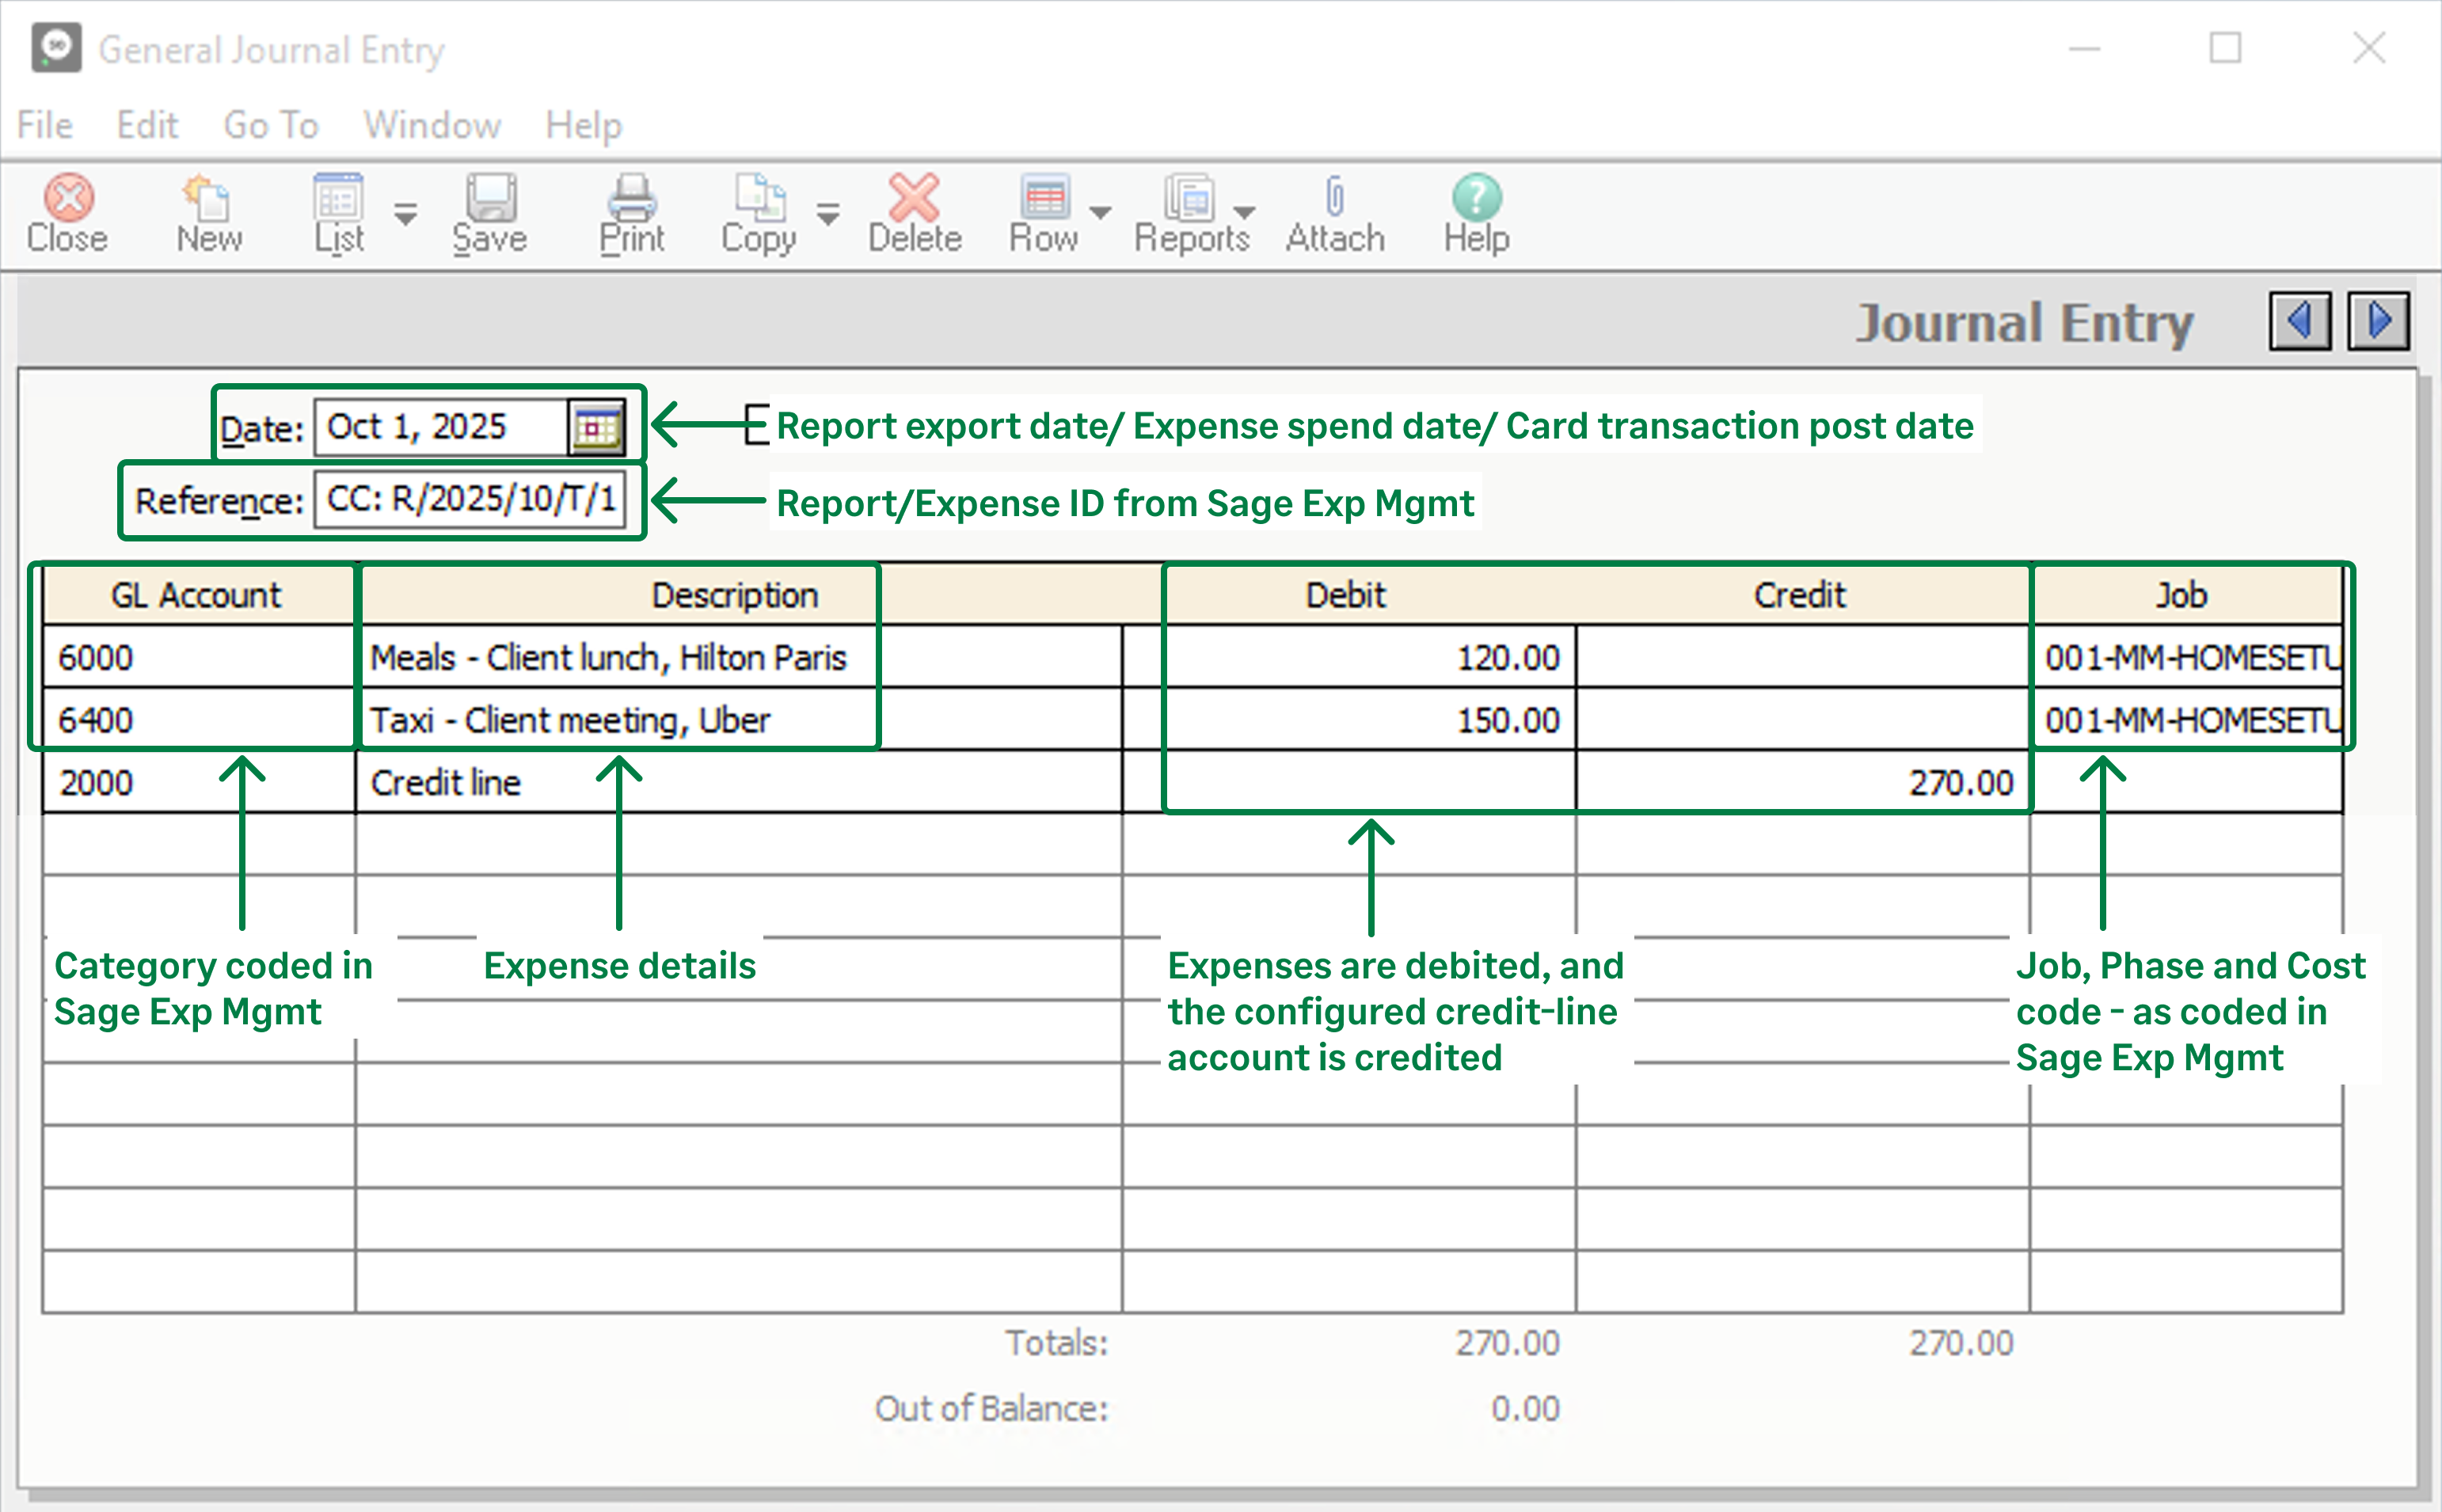 General Journal Entry
File Edit Go To Window Help
Close New List Save Print Copy Delete Row Reports Attach Help
Journal Entry
Date: Oct 1, 2025 Report export date/ Expense spend date/ Card transaction post date
Reference: CC: R/2025/10/T/1 Report/Expense ID from Sage Exp Mgmt
GL Account Description Debit Credit Job
6000 Meals - Client lunch, Hilton Paris 120.00 001-MM-HOMESETU
6400 Taxi - Client meeting, Uber 150.00 001-MM-HOMESETU
2000 Credit line 270.00
Category coded in
Sage Exp Mgmt
Expense details
Expenses are debited, and
the configured credit-line
account is credited
Job, Phase and Cost
code - as coded in
Sage Exp Mgmt
Totals: 270.00 270.00
Out of Balance: 0.00